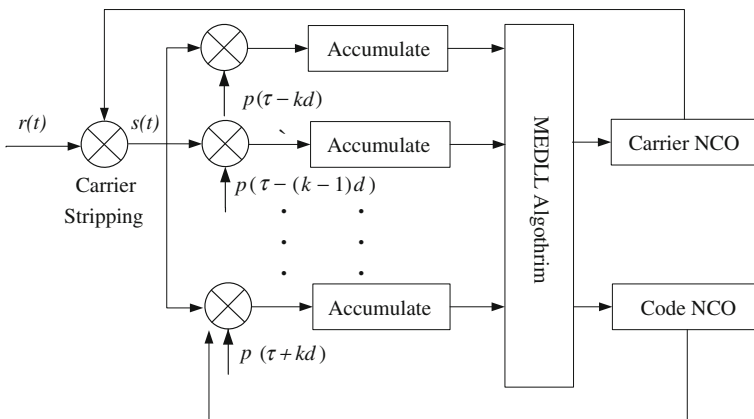 Accumulate
p(τ − kd)
r(t)
s(t)
Accumulate
Carrier NCO
Carrier
Stripping
p(τ − (k − 1)d)
MEDLL Algothrim
Accumulate
Code NCO
p (τ + kd)